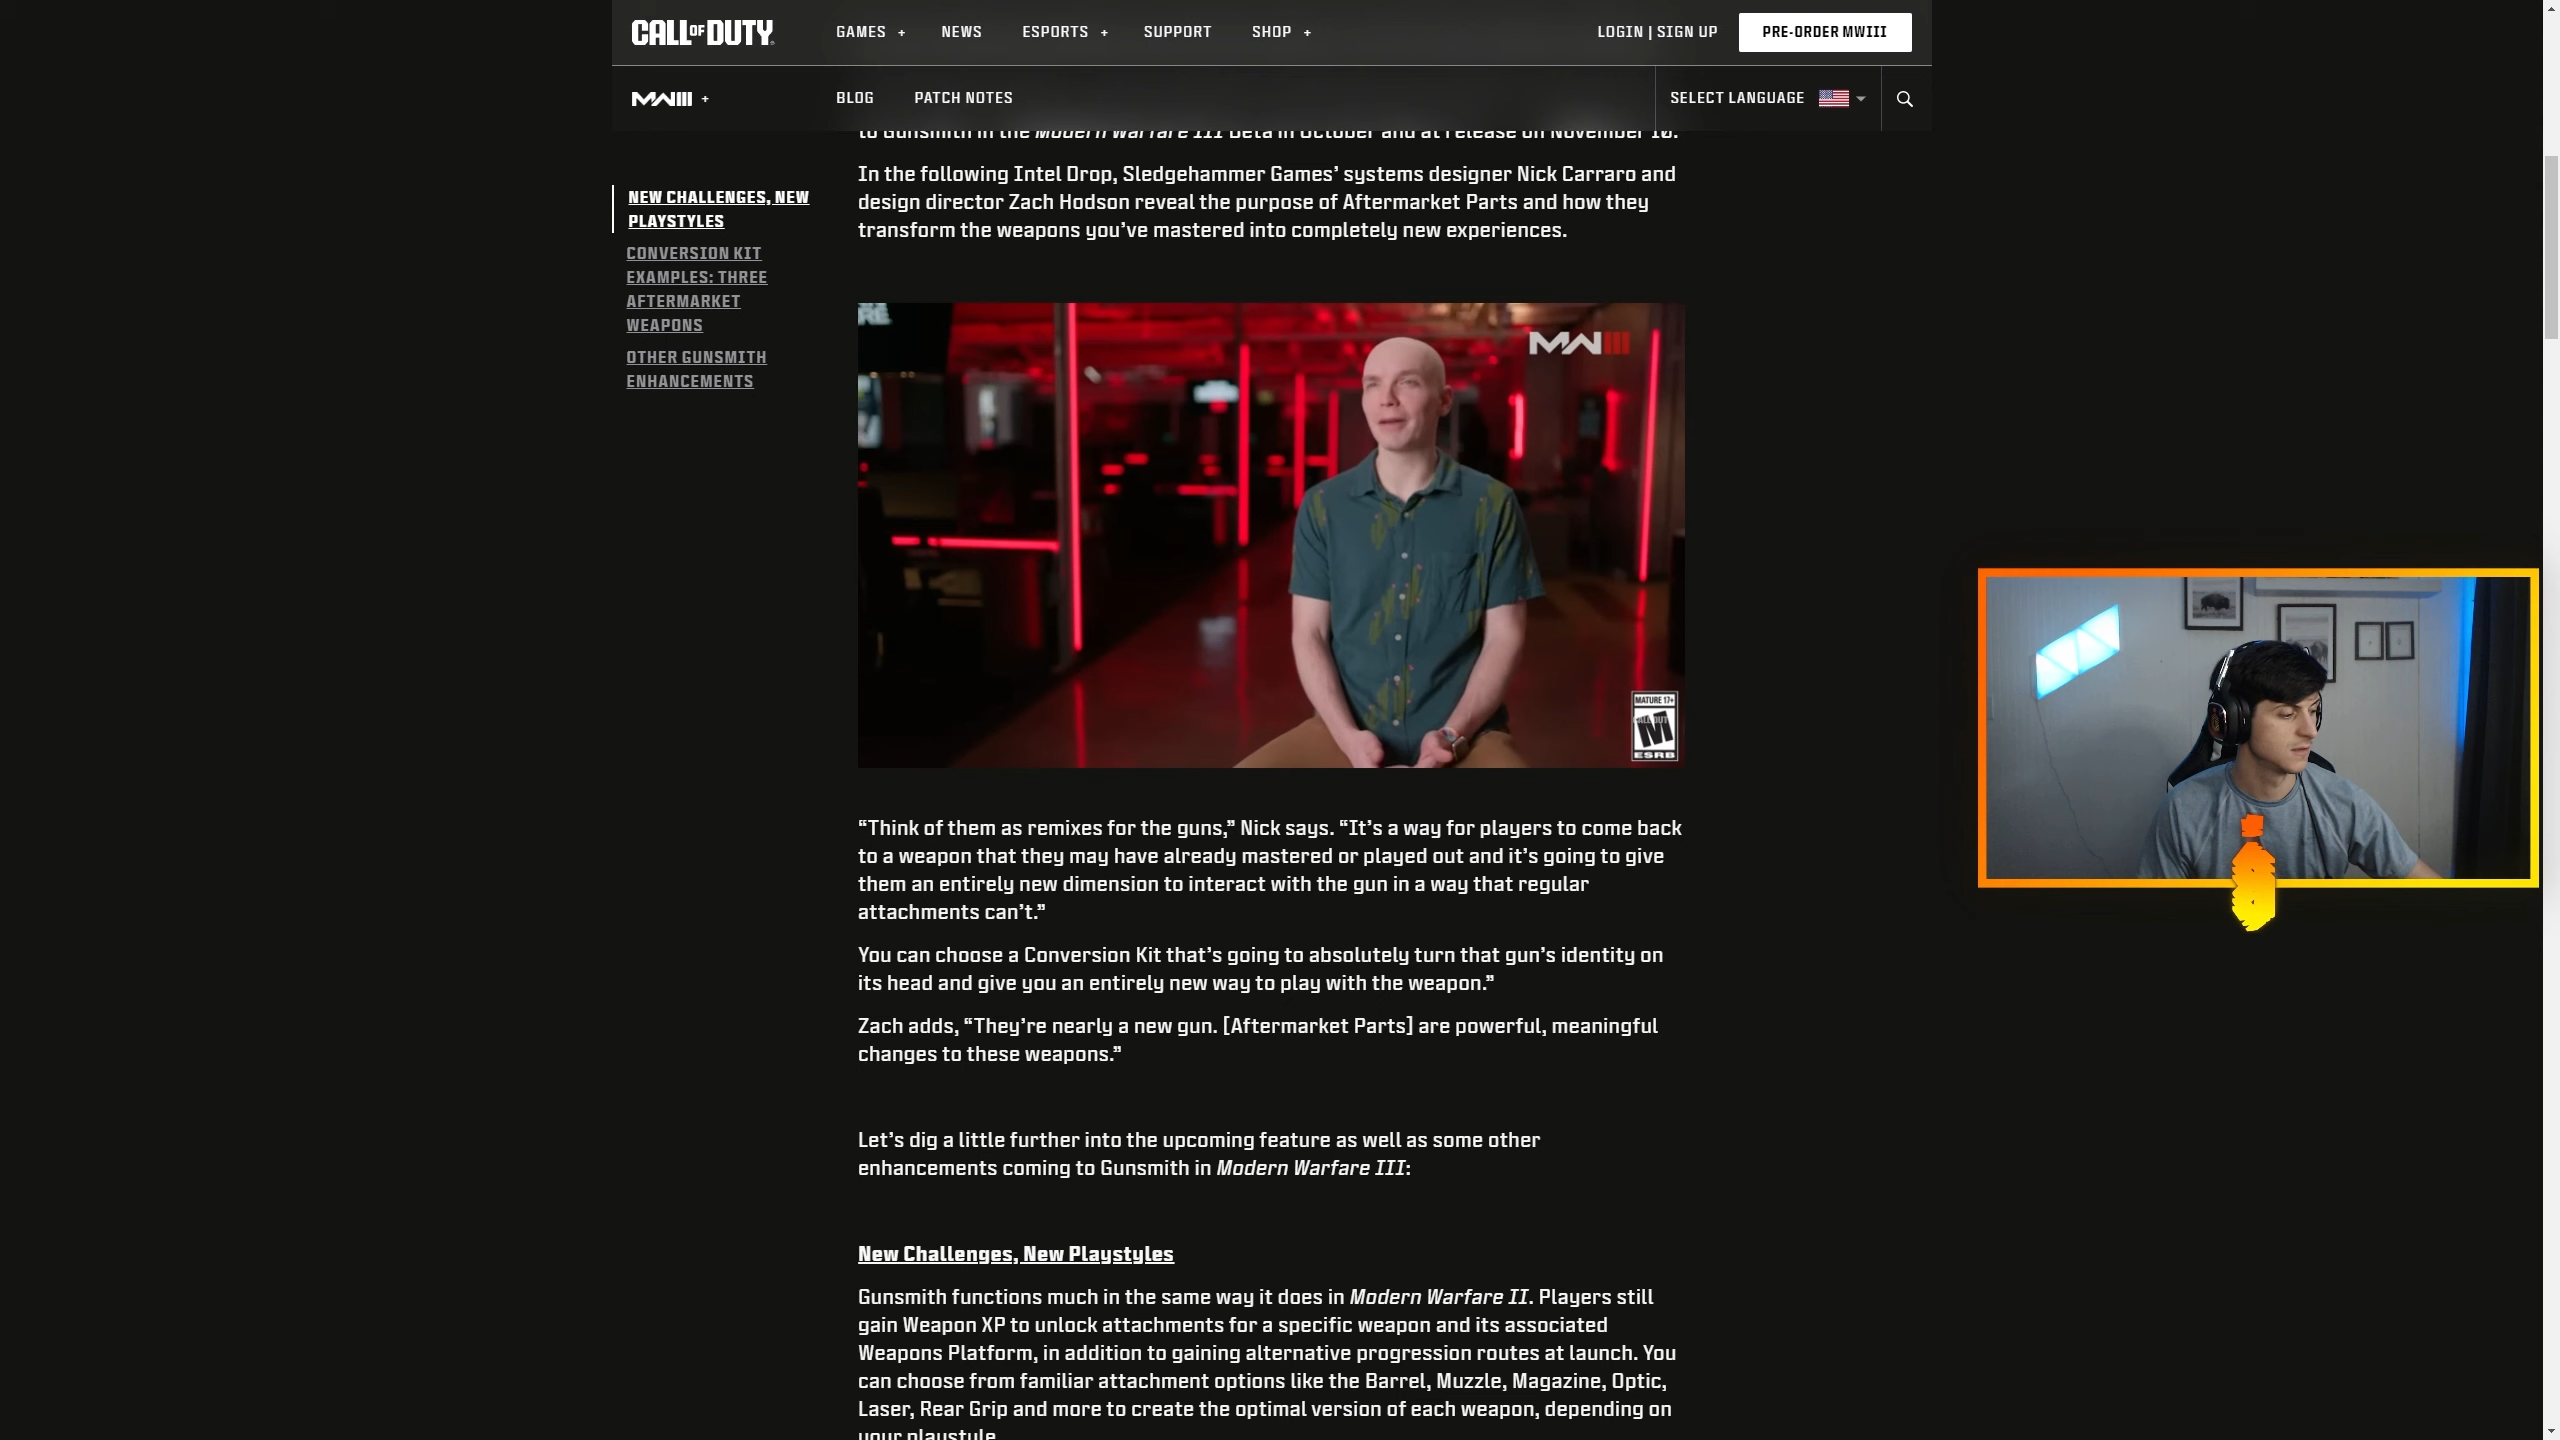 CALL OF DUTY
GAMES +
NEWS
ESPORTS +
SUPPORT
SHOP +
LOGIN | SIGN UP
PRE-ORDER MWIII
MWIII +
BLOG
PATCH NOTES
SELECT LANGUAGE
NEW CHALLENGES, NEW
PLAYSTYLES
CONVERSION KIT
EXAMPLES: THREE
AFTERMARKET
WEAPONS
OTHER GUNSMITH
ENHANCEMENTS
to Gunsmith in the Modern Warfare III Beta in October and at release on November 10.
In the following Intel Drop, Sledgehammer Games’ systems designer Nick Carraro and
design director Zach Hodson reveal the purpose of Aftermarket Parts and how they
transform the weapons you’ve mastered into completely new experiences.
MWIII
MATURE 17+
M
ESRB
“Think of them as remixes for the guns,” Nick says. “It’s a way for players to come back
to a weapon that they may have already mastered or played out and it’s going to give
them an entirely new dimension to interact with the gun in a way that regular
attachments can’t.”
You can choose a Conversion Kit that’s going to absolutely turn that gun’s identity on
its head and give you an entirely new way to play with the weapon.”
Zach adds, “They’re nearly a new gun. [Aftermarket Parts] are powerful, meaningful
changes to these weapons.”
Let’s dig a little further into the upcoming feature as well as some other
enhancements coming to Gunsmith in Modern Warfare III:
New Challenges, New Playstyles
Gunsmith functions much in the same way it does in Modern Warfare II. Players still
gain Weapon XP to unlock attachments for a specific weapon and its associated
Weapons Platform, in addition to gaining alternative progression routes at launch. You
can choose from familiar attachment options like the Barrel, Muzzle, Magazine, Optic,
Laser, Rear Grip and more to create the optimal version of each weapon, depending on
your playstyle.